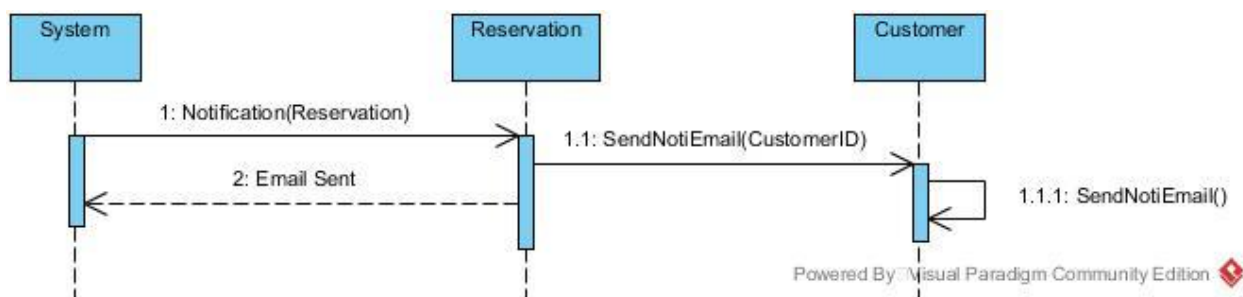 System
Reservation
Customer
1: Notification(Reservation)
1.1: SendNotiEmail(CustomerID)
2: Email Sent
1.1.1: SendNotiEmail()
Powered By Visual Paradigm Community Edition